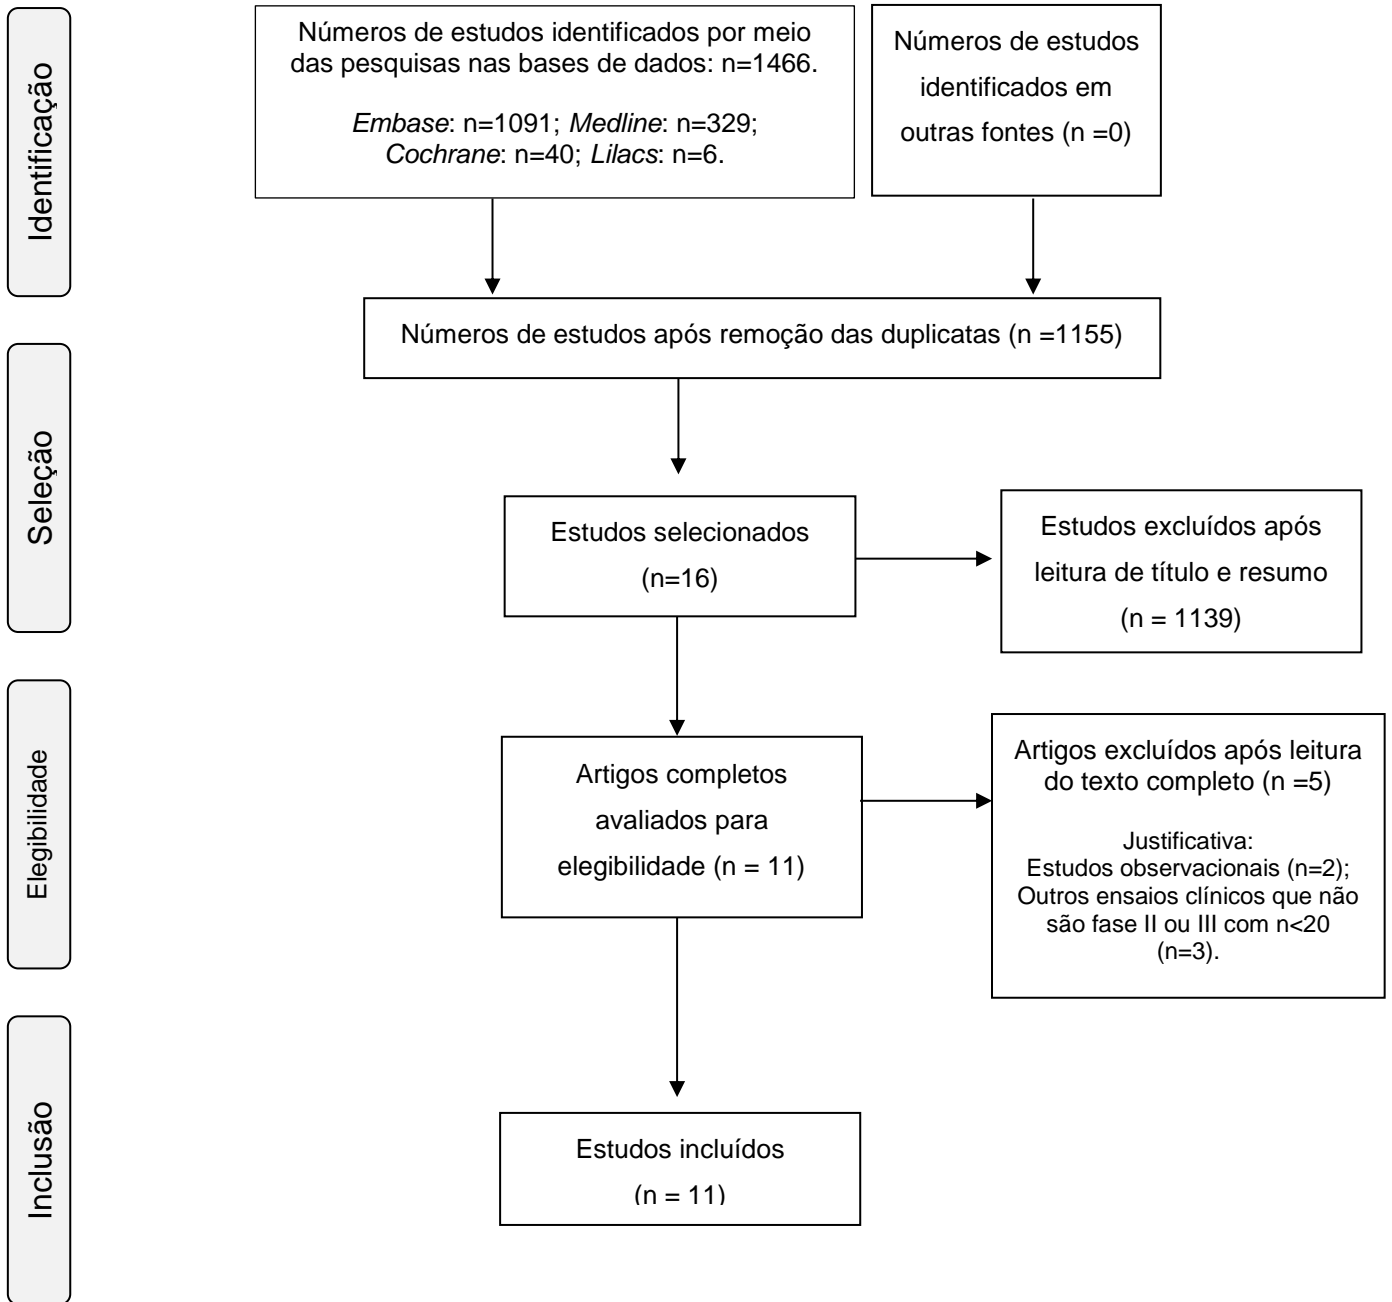 Identificação
Números de estudos identificados por meio
das pesquisas nas bases de dados: n=1466.
Embase: n=1091; Medline: n=329;
Cochrane: n=40; Lilacs: n=6.
Números de estudos
identificados em
outras fontes (n =0)
Números de estudos após remoção das duplicatas (n =1155)
Seleção
Estudos selecionados
(n=16)
Estudos excluídos após
leitura de título e resumo
(n = 1139)
Elegibilidade
Artigos completos
avaliados para
elegibilidade (n = 11)
Artigos excluídos após leitura
do texto completo (n =5)
Justificativa:
Estudos observacionais (n=2);
Outros ensaios clínicos que não
são fase II ou III com n<20
(n=3).
Inclusão
Estudos incluídos
(n = 11)